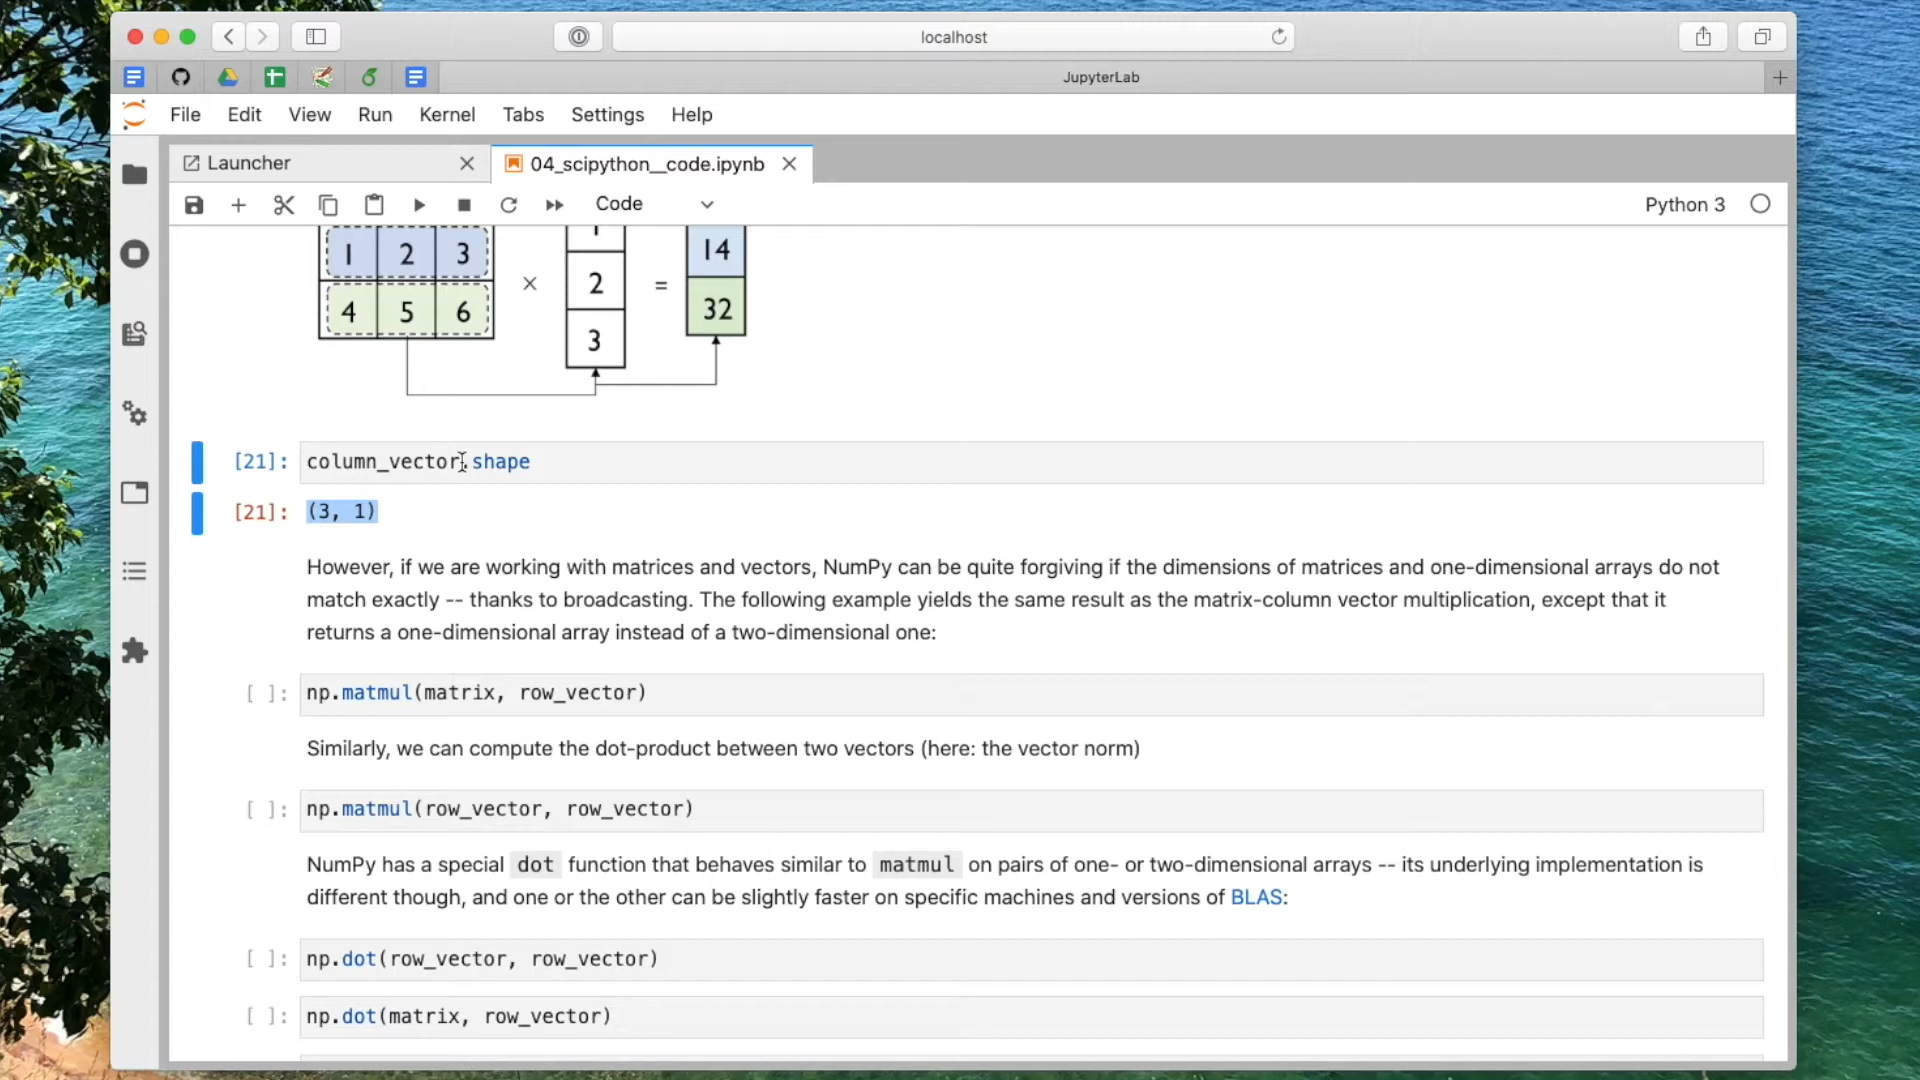 localhost
JupyterLab
File Edit View Run Kernel Tabs Settings Help
Launcher 04_scipython__code.ipynb
Code Python 3
1 2 3 1 14
4 5 6 × 2 = 32
3
[21]: column_vector.shape
[21]: (3, 1)
However, if we are working with matrices and vectors, NumPy can be quite forgiving if the dimensions of matrices and one-dimensional arrays do not
match exactly -- thanks to broadcasting. The following example yields the same result as the matrix-column vector multiplication, except that it
returns a one-dimensional array instead of a two-dimensional one:
[ ]: np.matmul(matrix, row_vector)
Similarly, we can compute the dot-product between two vectors (here: the vector norm)
[ ]: np.matmul(row_vector, row_vector)
NumPy has a special dot function that behaves similar to matmul on pairs of one- or two-dimensional arrays -- its underlying implementation is
different though, and one or the other can be slightly faster on specific machines and versions of BLAS:
[ ]: np.dot(row_vector, row_vector)
[ ]: np.dot(matrix, row_vector)